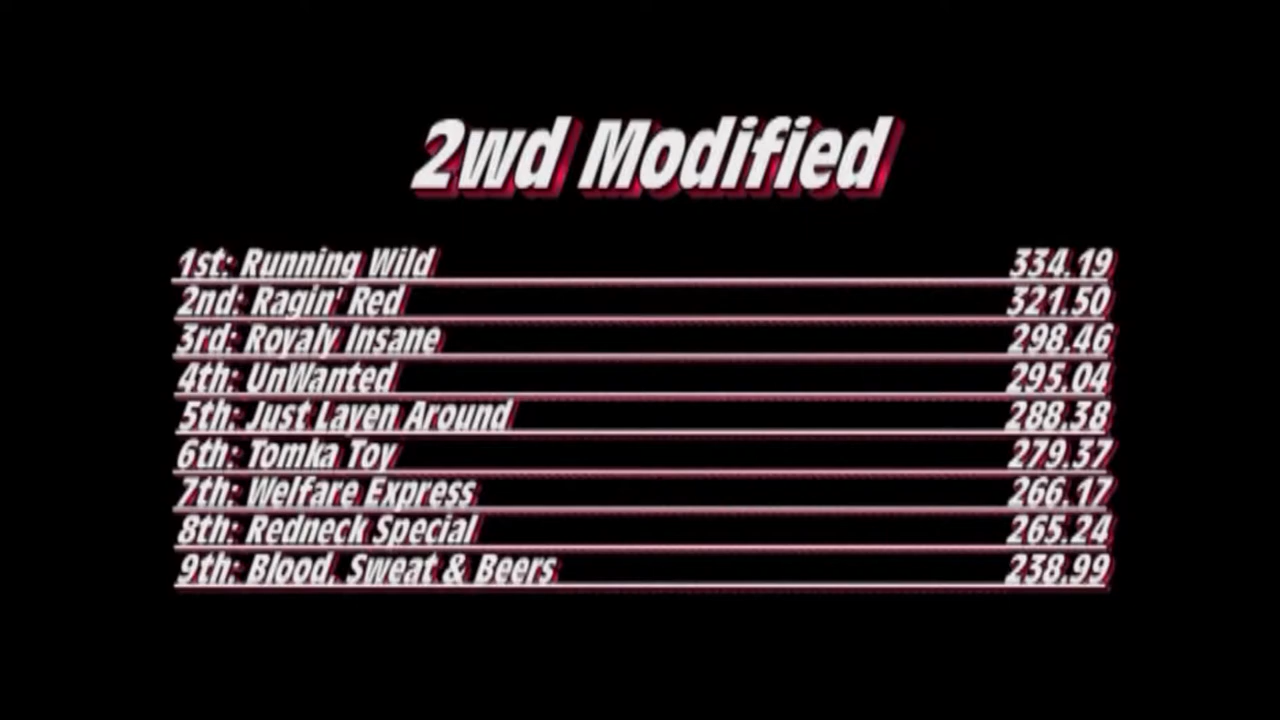 2wd Modified
1st: Running Wild 334.19
2nd: Ragin' Red 321.50
3rd: Royaly Insane 298.46
4th: UnWanted 295.04
5th: Just Layen Around 288.38
6th: Tomka Toy 279.37
7th: Welfare Express 266.17
8th: Redneck Special 265.24
9th: Blood, Sweat & Beers 238.99